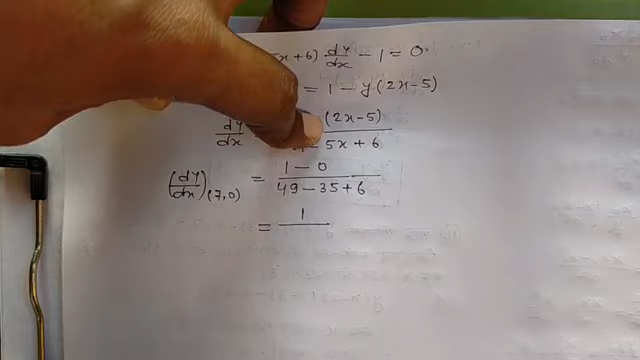 x+6) dy/dx - 1 = 0.
= 1 - y(2x-5)
dy/dx (2x-5) / - 5x + 6
(dy/dx)(7,0) = 1-0 / 49-35+6
= 1 /